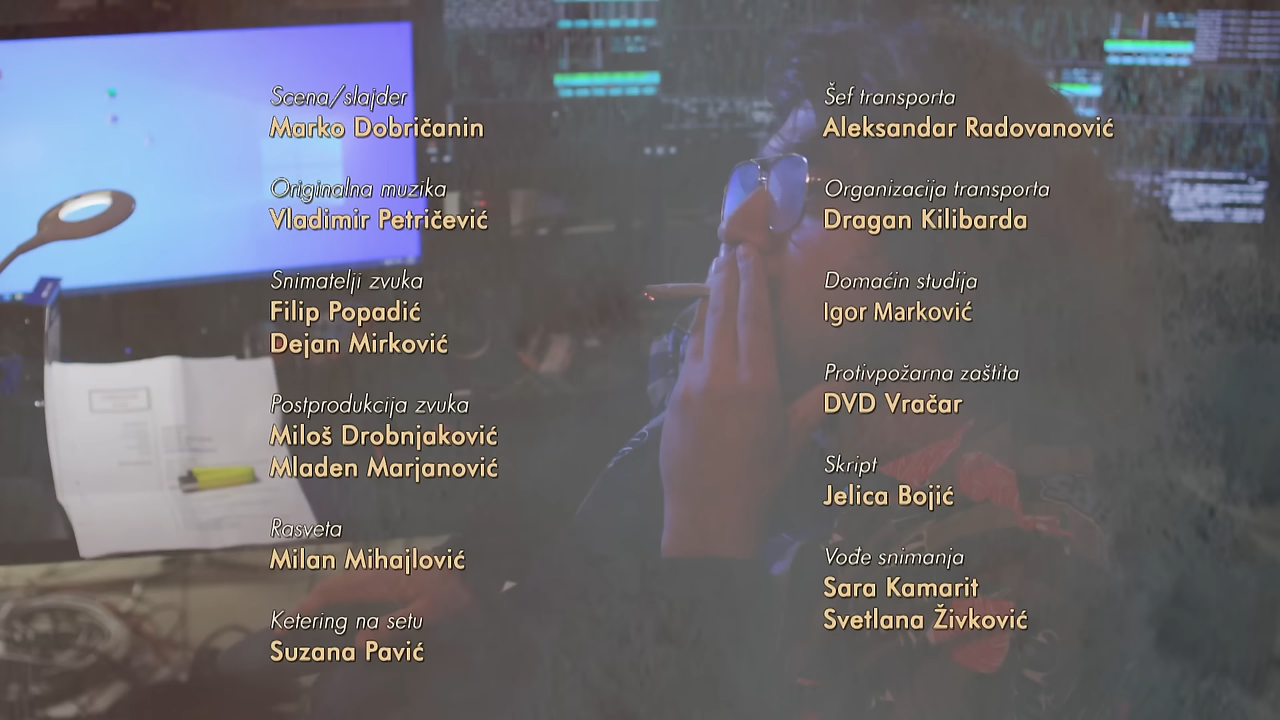 Scena/slajder
Marko Dobričanin
Originalna muzika
Vladimir Petričević
Snimatelji zvuka
Filip Popadić
Dejan Mirković
Postprodukcija zvuka
Miloš Drobnjaković
Mladen Marjanović
Rasveta
Milan Mihajlović
Ketering na setu
Suzana Pavić
Šef transporta
Aleksandar Radovanović
Organizacija transporta
Dragan Kilibarda
Domaćin studija
Igor Marković
Protivpožarna zaštita
DVD Vračar
Skript
Jelica Bojić
Vođe snimanja
Sara Kamarit
Svetlana Živković